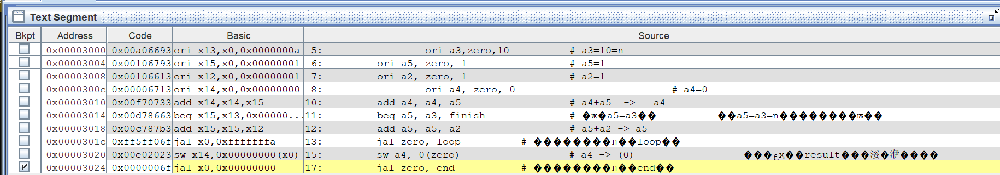 Text Segment
Bkpt Address Code Basic Source
0x00003000 0x00a06693 ori x13,x0,0x0000000a 5: ori a3,zero,10 # a3=10=n
0x00003004 0x00106793 ori x15,x0,0x00000001 6: ori a5, zero, 1 # a5=1
0x00003008 0x00106613 ori x12,x0,0x00000001 7: ori a2, zero, 1 # a2=1
0x0000300c 0x00006713 ori x14,x0,0x00000000 8: ori a4, zero, 0 # a4=0
0x00003010 0x00f70733 add x14,x14,x15 10: add a4, a4, a5 # a4+a5 -> a4
0x00003014 0x00d78663 beq x15,x13,0x00000... 11: beq a5, a3, finish # �ж�a5=a3�� ��a5=a3=n��������ѭ��
0x00003018 0x00c787b3 add x15,x15,x12 12: add a5, a5, a2 # a5+a2 -> a5
0x0000301c 0xff5ff06f jal x0,0xfffffffa 13: jal zero, loop # ��������ת��loop��
0x00003020 0x00e02023 sw x14,0x00000000(x0) 15: sw a4, 0(zero) # a4 -> (0) ��result���
0x00003024 0x0000006f jal x0,0x00000000 17: jal zero, end # ��������ת��end��